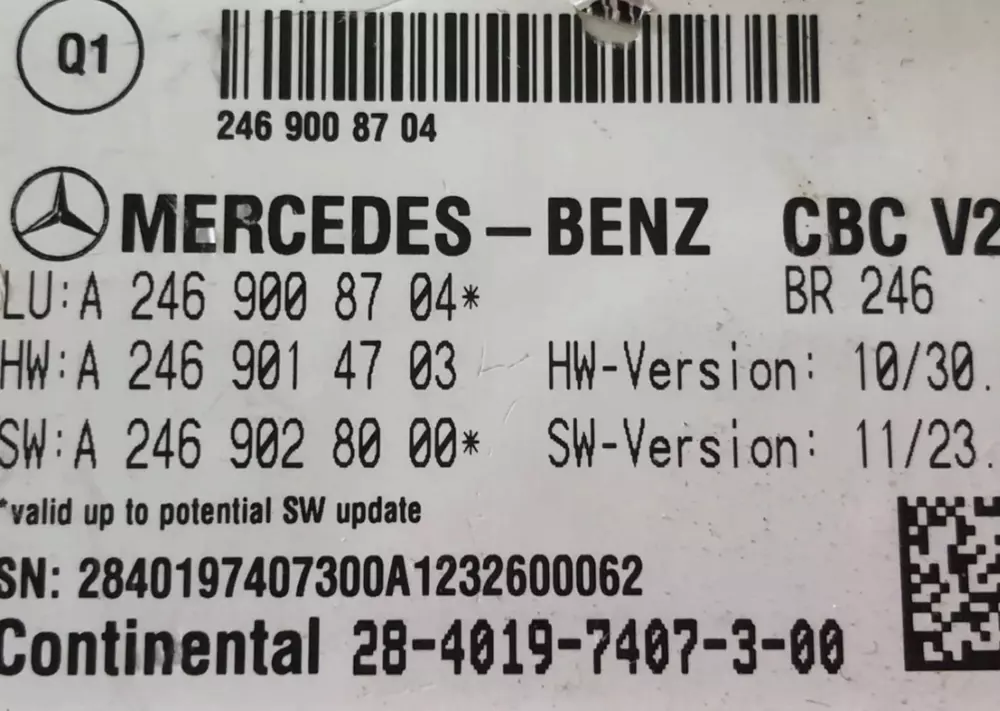 Q1
246 900 87 04
MERCEDES-BENZ CBC V2
LU:A 246 900 87 04* BR 246
HW:A 246 901 47 03 HW-Version: 10/30.
SW:A 246 902 80 00* SW-Version: 11/23.
*valid up to potential SW update
SN: 2840197407300A1232600062
Continental 28-4019-7407-3-00